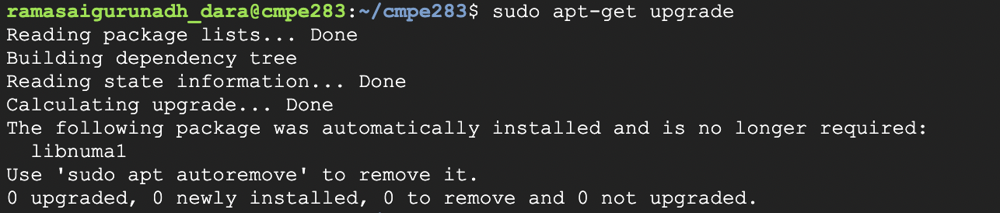 ramasaigurunadh_dara@cmpe283:~/cmpe283$ sudo apt-get upgrade
Reading package lists... Done
Building dependency tree
Reading state information... Done
Calculating upgrade... Done
The following package was automatically installed and is no longer required:
  libnuma1
Use 'sudo apt autoremove' to remove it.
0 upgraded, 0 newly installed, 0 to remove and 0 not upgraded.